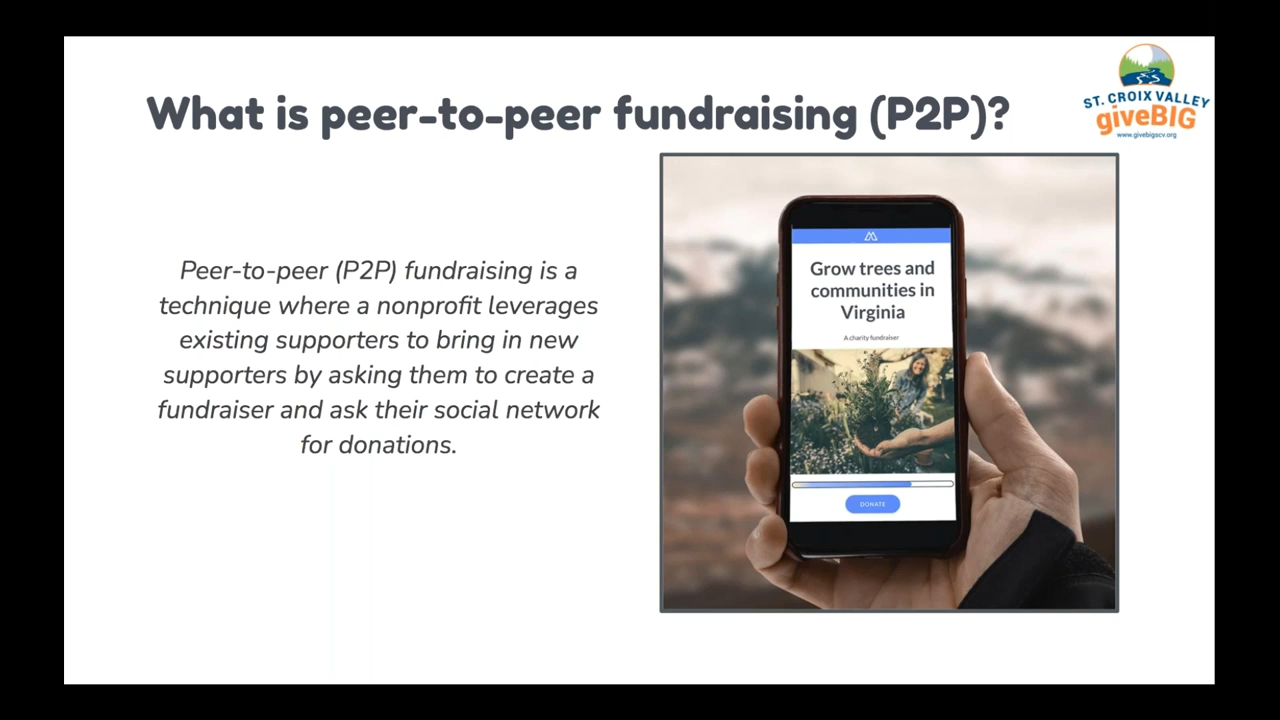 What is peer-to-peer fundraising (P2P)?
ST. CROIX VALLEY
giveBIG
www.givebigscv.org
Peer-to-peer (P2P) fundraising is a
technique where a nonprofit leverages
existing supporters to bring in new
supporters by asking them to create a
fundraiser and ask their social network
for donations.
Grow trees and
communities in
Virginia
A charity fundraiser
DONATE